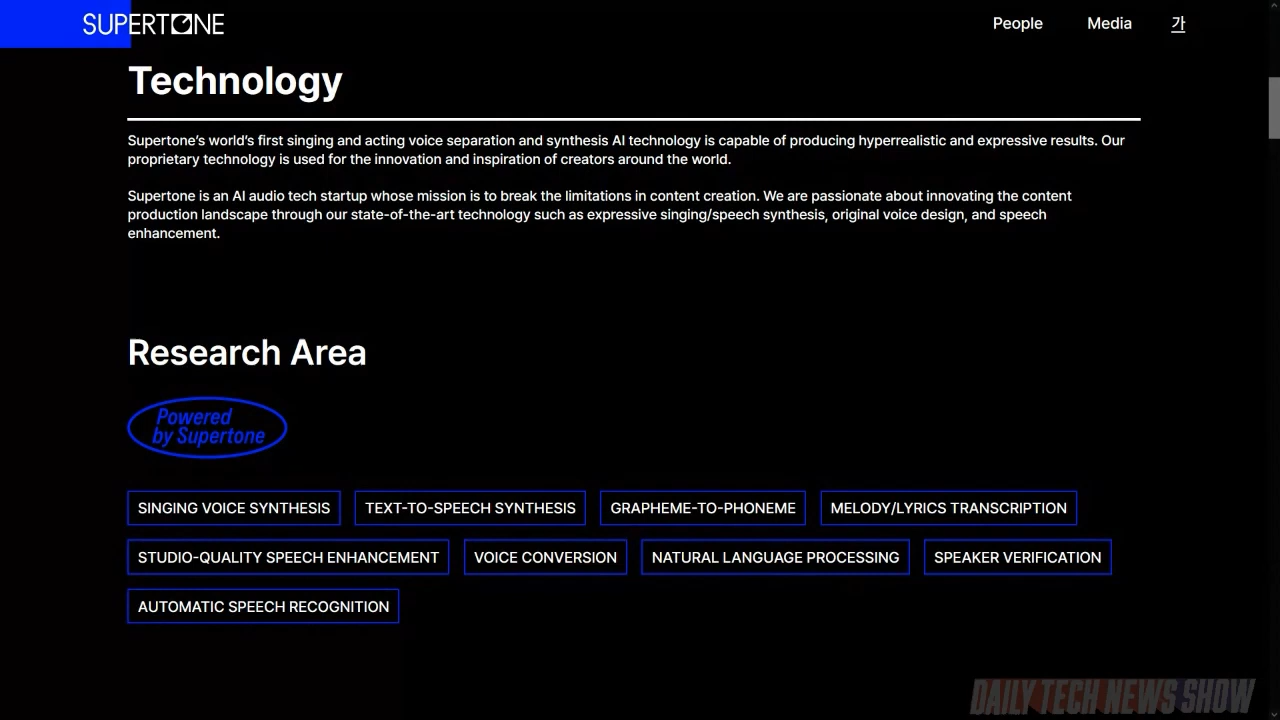 SUPERTONE
People Media 가
Technology
Supertone’s world’s first singing and acting voice separation and synthesis AI technology is capable of producing hyperrealistic and expressive results. Our
proprietary technology is used for the innovation and inspiration of creators around the world.
Supertone is an AI audio tech startup whose mission is to break the limitations in content creation. We are passionate about innovating the content
production landscape through our state-of-the-art technology such as expressive singing/speech synthesis, original voice design, and speech
enhancement.
Research Area
Powered
by Supertone
SINGING VOICE SYNTHESIS TEXT-TO-SPEECH SYNTHESIS GRAPHEME-TO-PHONEME MELODY/LYRICS TRANSCRIPTION
STUDIO-QUALITY SPEECH ENHANCEMENT VOICE CONVERSION NATURAL LANGUAGE PROCESSING SPEAKER VERIFICATION
AUTOMATIC SPEECH RECOGNITION
DAILY TECH NEWS SHOW